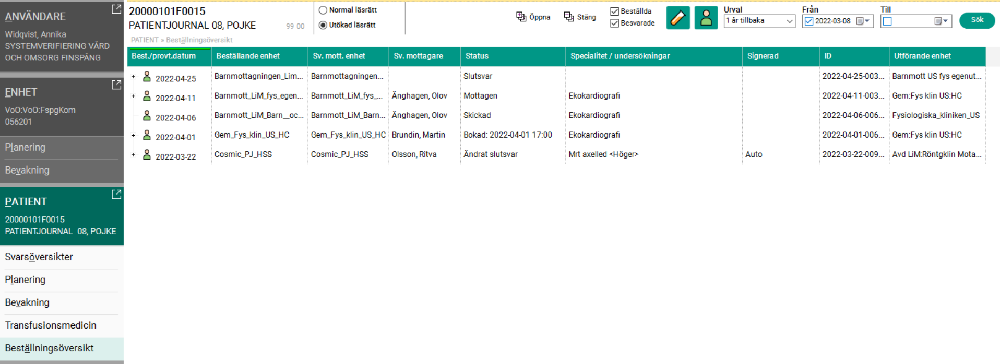 ANVÄNDARE
Widqvist, Annika
SYSTEMVERIFIERING VÅRD
OCH OMSORG FINSPÅNG
ENHET
VoO:VoO:FspgKom
056201
Planering
Bevakning
PATIENT
20000101F0015
PATIENTJOURNAL 08, POJKE
Svarsöversikter
Planering
Bevakning
Transfusionsmedicin
Beställningsöversikt
20000101F0015
PATIENTJOURNAL 08, POJKE 99 00
Normal läsrätt
Utökad läsrätt
Öppna Stäng
Beställda
Besvarade
Urval
1 år tillbaka
Från
2022-03-08
Till
Sök
PATIENT » Beställningsöversikt
Best./provt.datum Beställande enhet Sv. mott. enhet Sv. mottagare Status Specialitet / undersökningar Signerad ID Utförande enhet
+ 2022-04-25 Barnmottagningen_Lim... Barnmottagningen... Slutsvar 2022-04-25-003... Barnmott US fys egenut...
+ 2022-04-11 Barnmott_LiM_fys_egen... Barnmott_LiM_fys_... Änghagen, Olov Mottagen Ekokardiografi 2022-04-11-003... Gem:Fys klin US:HC
2022-04-06 Barnmott_LiM_Barn__oc... Barnmott_LiM_Barn... Änghagen, Olov Skickad Ekokardiografi 2022-04-06-006... Fysiologiska_kliniken_US
+ 2022-04-01 Gem_Fys_klin_US_HC Gem_Fys_klin_US_HC Brundin, Martin Bokad: 2022-04-01 17:00 Ekokardiografi 2022-04-01-006... Gem:Fys klin US:HC
+ 2022-03-22 Cosmic_PJ_HSS Cosmic_PJ_HSS Olsson, Ritva Ändrat slutsvar Mrt axelled <Höger> Auto 2022-03-22-009... Avd LiM:Röntgklin Mota...